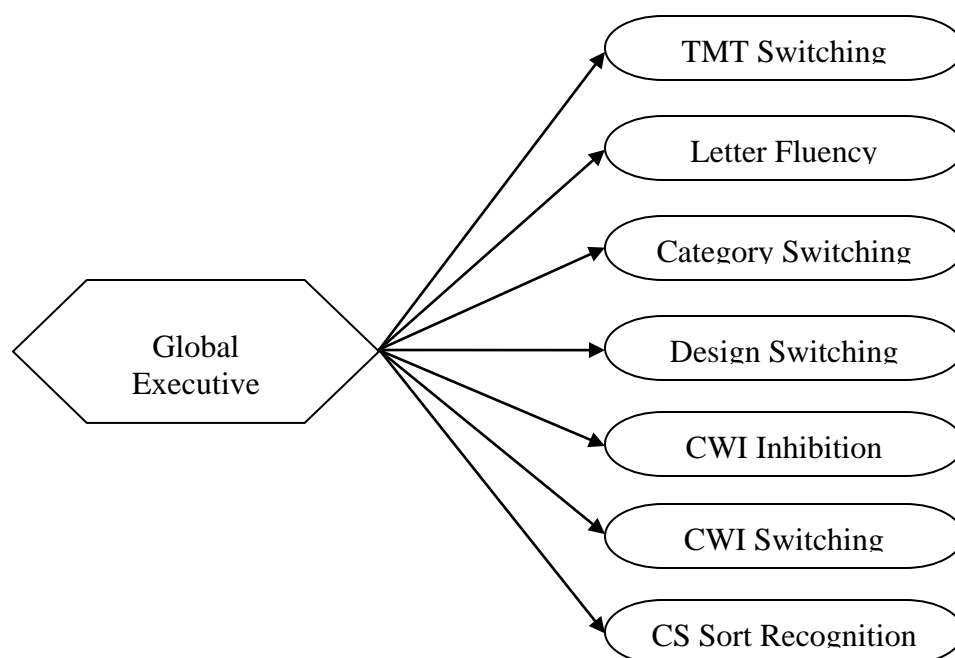 TMT Switching
Letter Fluency
Category Switching
Global
Executive
Design Switching
CWI Inhibition
CWI Switching
CS Sort Recognition